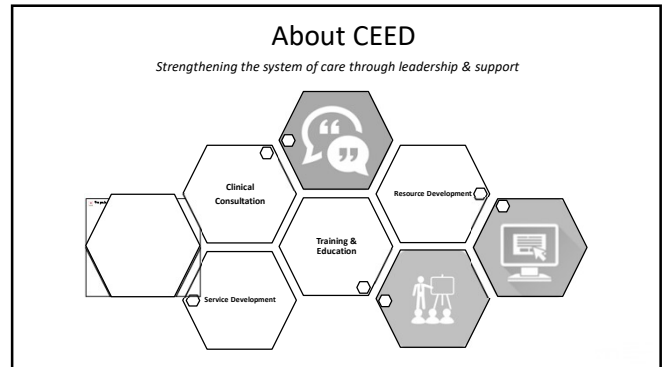 About CEED
Strengthening the system of care through leadership & support
Clinical
Consultation
Resource Development
Training &
Education
Service Development